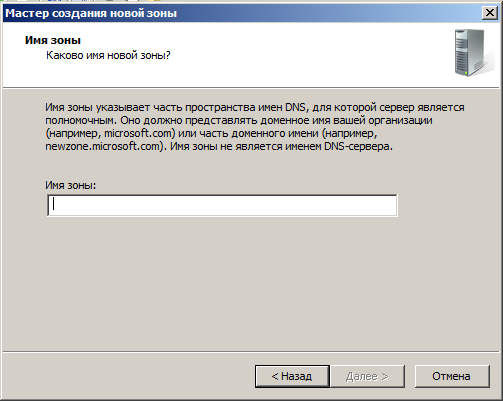 Мастер создания новой зоны
Имя зоны
Каково имя новой зоны?
Имя зоны указывает часть пространства имен DNS, для которой сервер является
полномочным. Оно должно представлять доменное имя вашей организации
(например, microsoft.com) или часть доменного имени (например,
newzone.microsoft.com). Имя зоны не является именем DNS-сервера.
Имя зоны:
< Назад
Далее >
Отмена